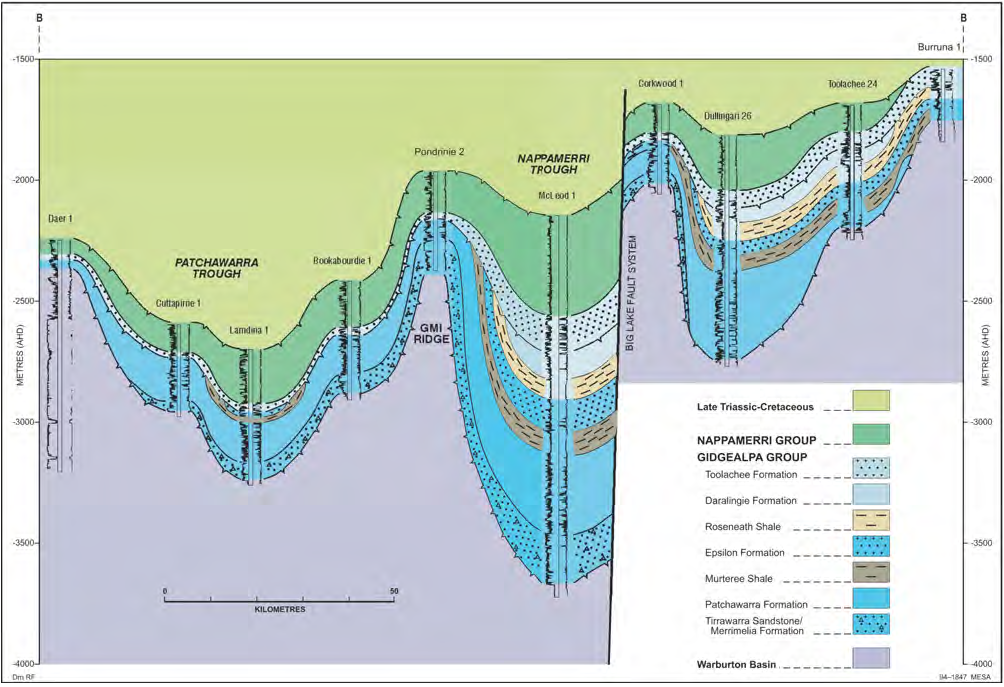 B
B
Burruna 1
-1500
-1500
Corkwood 1
Toolachee 24
Dullingari 26
Pondrinie 2
NAPPAMERRI
TROUGH
-2000
-2000
McLeod 1
Daer 1
PATCHAWARRA
TROUGH
Bookabourdie 1
Cuttapirrie 1
Lamdina 1
GMI
RIDGE
BIG LAKE FAULT SYSTEM
-2500
-2500
METRES (AHD)
METRES (AHD)
-3000
-3000
-3500
-3500
-4000
-4000
0
50
KILOMETRES
Late Triassic-Cretaceous
NAPPAMERRI GROUP
GIDGEALPA GROUP
Toolachee Formation
Daralingie Formation
Roseneath Shale
Epsilon Formation
Murteree Shale
Patchawarra Formation
Tirrawarra Sandstone/
Merrimelia Formation
Warburton Basin
Dm RF
94-1847 MESA